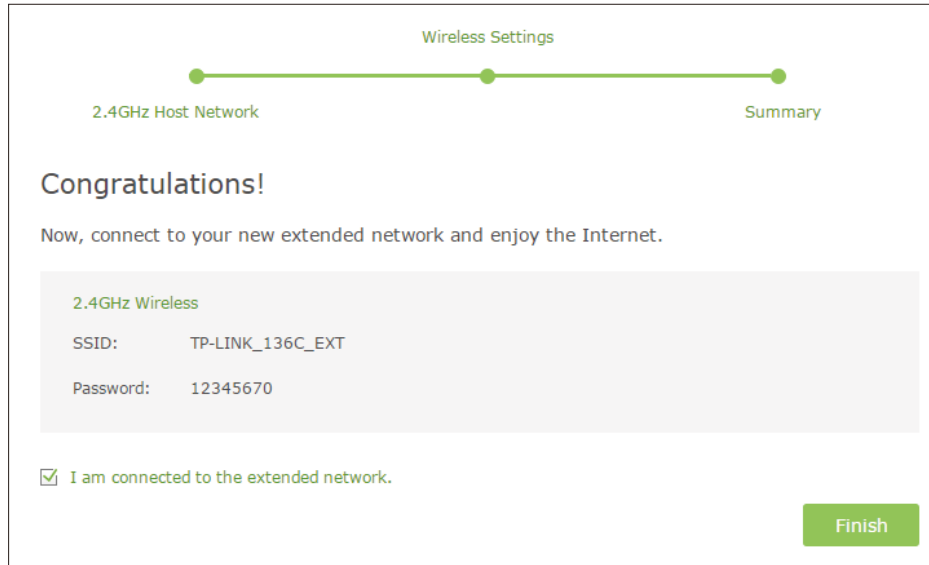 Wireless Settings
2.4GHz Host Network
Summary
Congratulations!
Now, connect to your new extended network and enjoy the Internet.
2.4GHz Wireless
SSID: TP-LINK_136C_EXT
Password: 12345670
I am connected to the extended network.
Finish